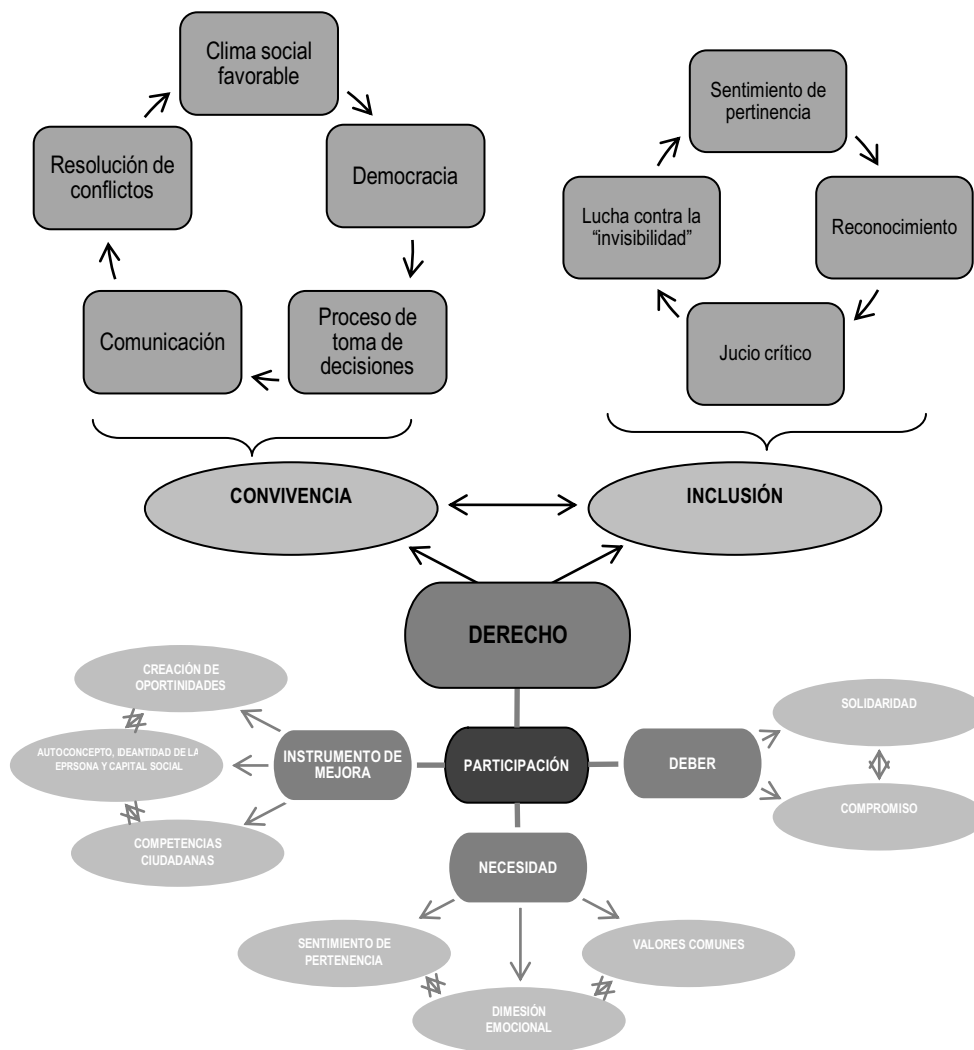 Clima social
favorable
Sentimiento de
pertinencia
Resolución de
conflictos
Democracia
Lucha contra la
“invisibilidad”
Reconocimiento
Comunicación
Proceso de
toma de
decisiones
Jucio crítico
CONVIVENCIA
INCLUSIÓN
DERECHO
CREACIÓN DE
OPORTINIDADES
SOLIDARIDAD
AUTOCONCEPTO, IDEANTIDAD DE LA
EPRSONA Y CAPITAL SOCIAL
INSTRUMENTO DE
MEJORA
PARTICIPACIÓN
DEBER
COMPROMISO
COMPETENCIAS
CIUDADANAS
NECESIDAD
SENTIMIENTO DE
PERTENENCIA
VALORES COMUNES
DIMESIÓN
EMOCIONAL